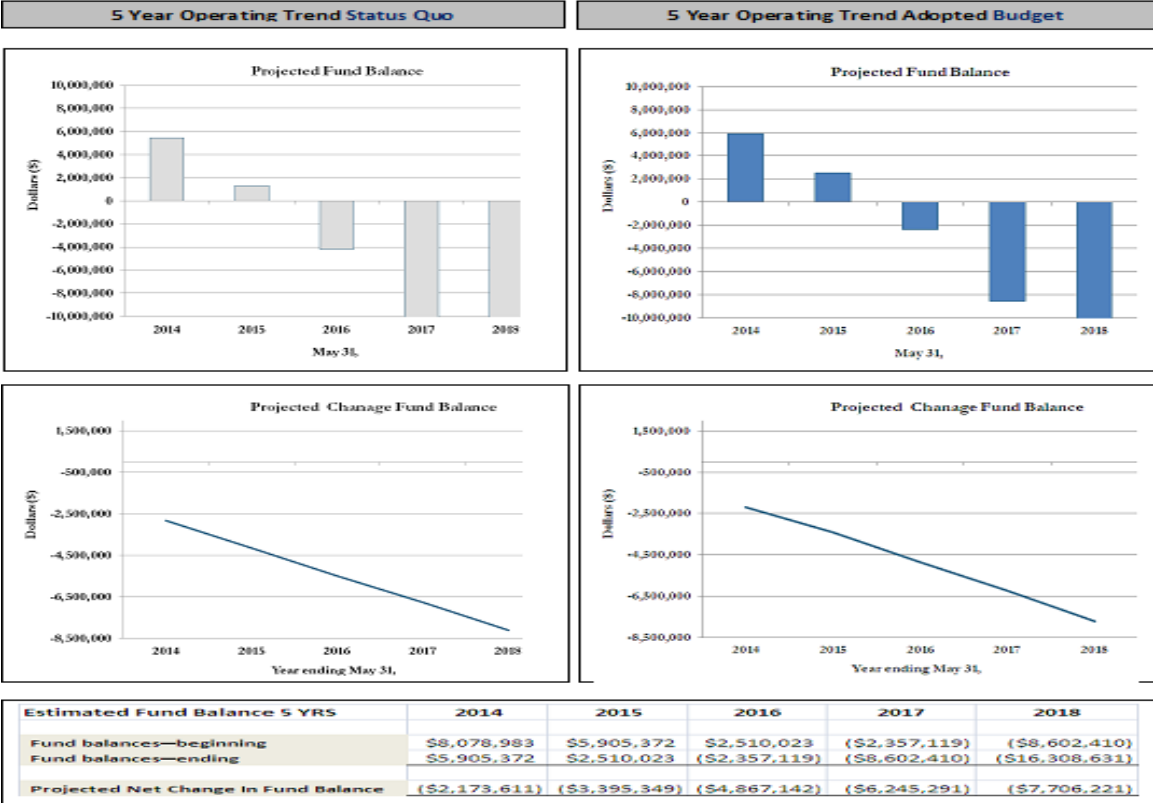 5 Year Operating Trend Status Quo
5 Year Operating Trend Adopted Budget
Projected Fund Balance
10,000,000
8,000,000
6,000,000
4,000,000
2,000,000
0
-2,000,000
-4,000,000
-6,000,000
-8,000,000
-10,000,000
Dollars ($)
2014 2015 2016 2017 2018
May 31,
Projected Fund Balance
10,000,000
8,000,000
6,000,000
4,000,000
2,000,000
0
-2,000,000
-4,000,000
-6,000,000
-8,000,000
-10,000,000
Dollars ($)
2014 2015 2016 2017 2018
May 31,
Projected Chanage Fund Balance
1,500,000
-500,000
-2,500,000
-4,500,000
-6,500,000
-8,500,000
Dollars ($)
2014 2015 2016 2017 2018
Year ending May 31,
Projected Chanage Fund Balance
1,500,000
-500,000
-2,500,000
-4,500,000
-6,500,000
-8,500,000
Dollars ($)
2014 2015 2016 2017 2018
Year ending May 31,
Estimated Fund Balance 5 YRS 2014 2015 2016 2017 2018
Fund balances—beginning $8,078,983 $5,905,372 $2,510,023 ($2,357,119) ($8,602,410)
Fund balances—ending $5,905,372 $2,510,023 ($2,357,119) ($8,602,410) ($16,308,631)
Projected Net Change In Fund Balance ($2,173,611) ($3,395,349) ($4,867,142) ($6,245,291) ($7,706,221)